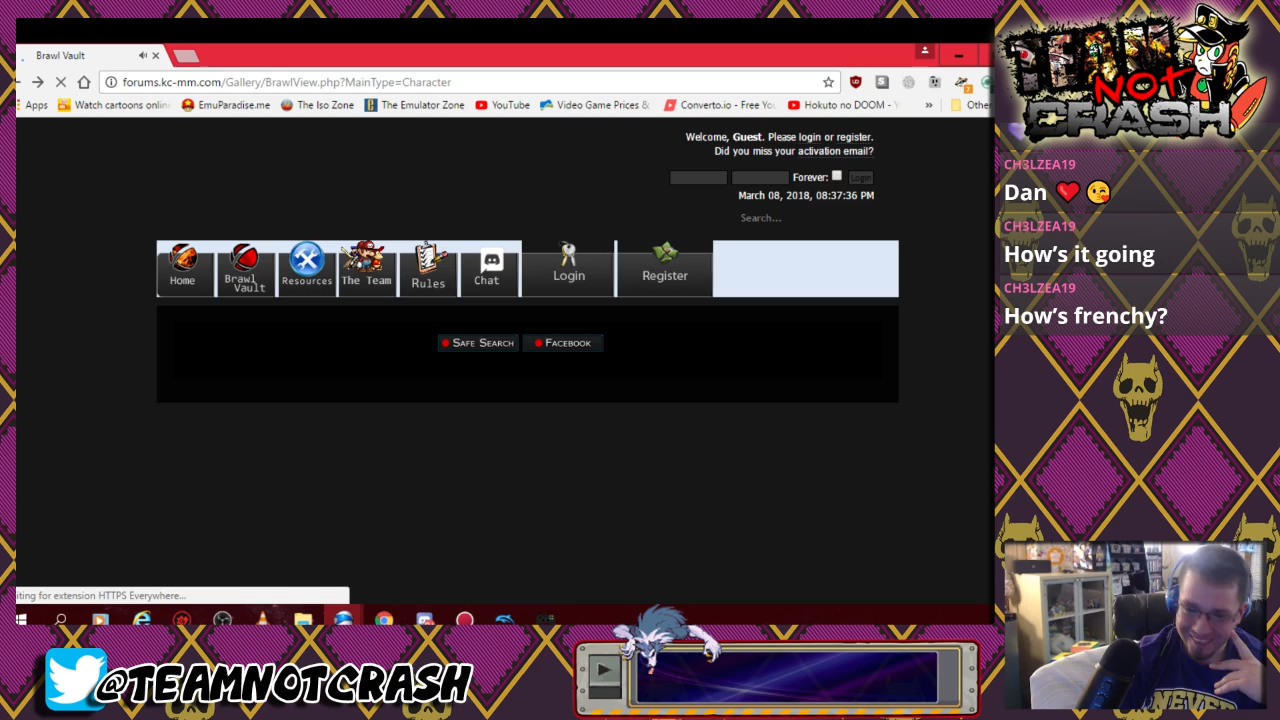 Brawl Vault
forums.kc-mm.com/Gallery/BrawlView.php?MainType=Character
Apps Watch cartoons onlin EmuParadise.me The Iso Zone The Emulator Zone YouTube Video Game Prices & Converto.io - Free You Hokuto no DOOM - Y » Other
Welcome, Guest. Please login or register.
Did you miss your activation email?
Forever: Login
March 08, 2018, 08:37:36 PM
Search...
Home Brawl Vault Resources The Team Rules Chat Login Register
SAFE SEARCH FACEBOOK
iting for extension HTTPS Everywhere...
TEAM
NOT
CRASH
CH3LZEA19
Dan ❤️ 😘
CH3LZEA19
How’s it going
CH3LZEA19
How’s frenchy?
@TEAMNOTCRASH
NEVER